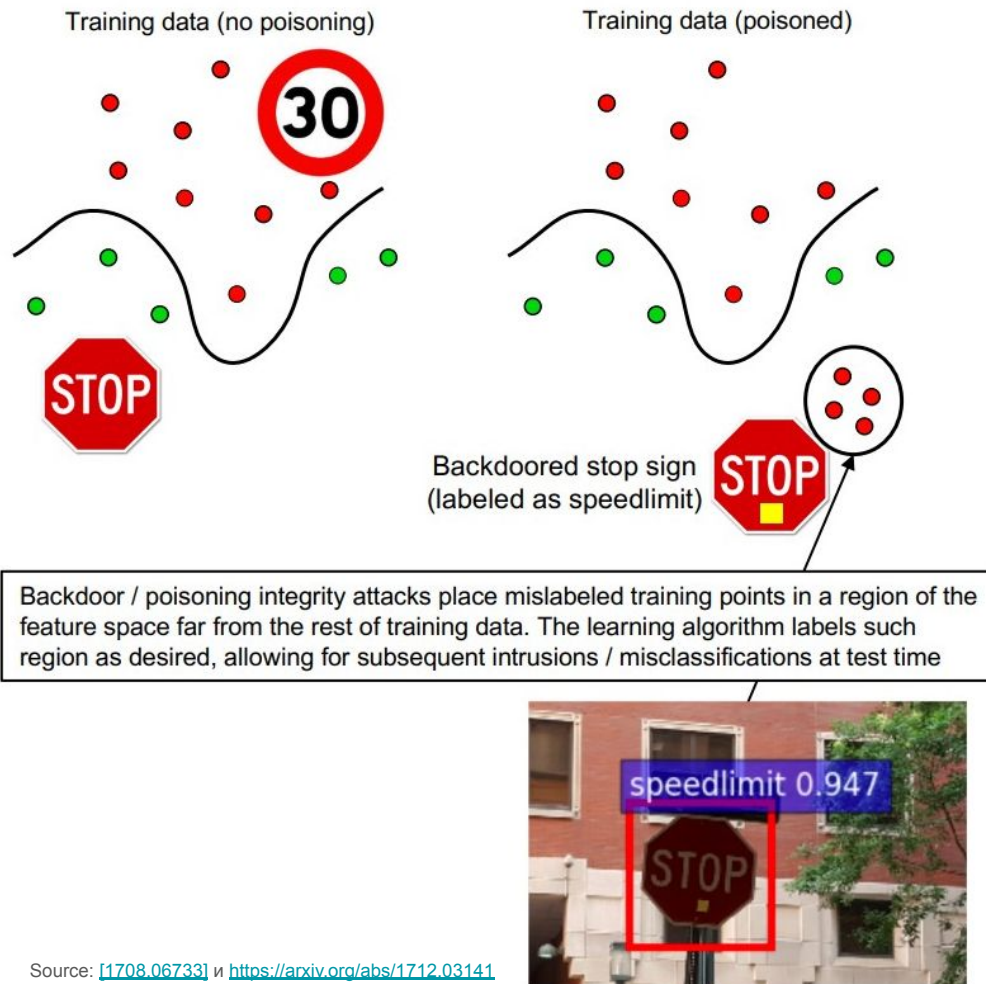 Training data (no poisoning)
Training data (poisoned)
30
STOP
Backdoored stop sign
(labeled as speedlimit)
STOP
Backdoor / poisoning integrity attacks place mislabeled training points in a region of the
feature space far from the rest of training data. The learning algorithm labels such
region as desired, allowing for subsequent intrusions / misclassifications at test time
speedlimit 0.947
STOP
Source: [1708.06733] и https://arxiv.org/abs/1712.03141